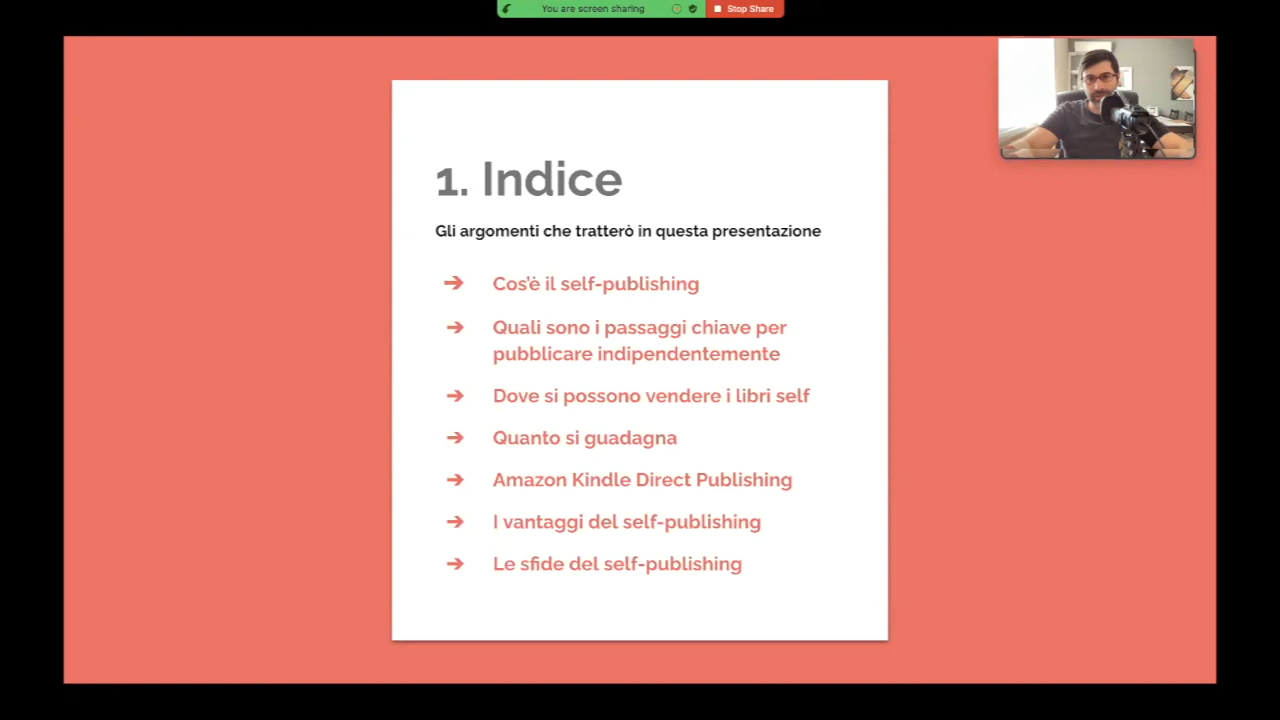 You are screen sharing
Stop Share
1. Indice
Gli argomenti che tratterò in questa presentazione
➔ Cos'è il self-publishing
➔ Quali sono i passaggi chiave per
pubblicare indipendentemente
➔ Dove si possono vendere i libri self
➔ Quanto si guadagna
➔ Amazon Kindle Direct Publishing
➔ I vantaggi del self-publishing
➔ Le sfide del self-publishing